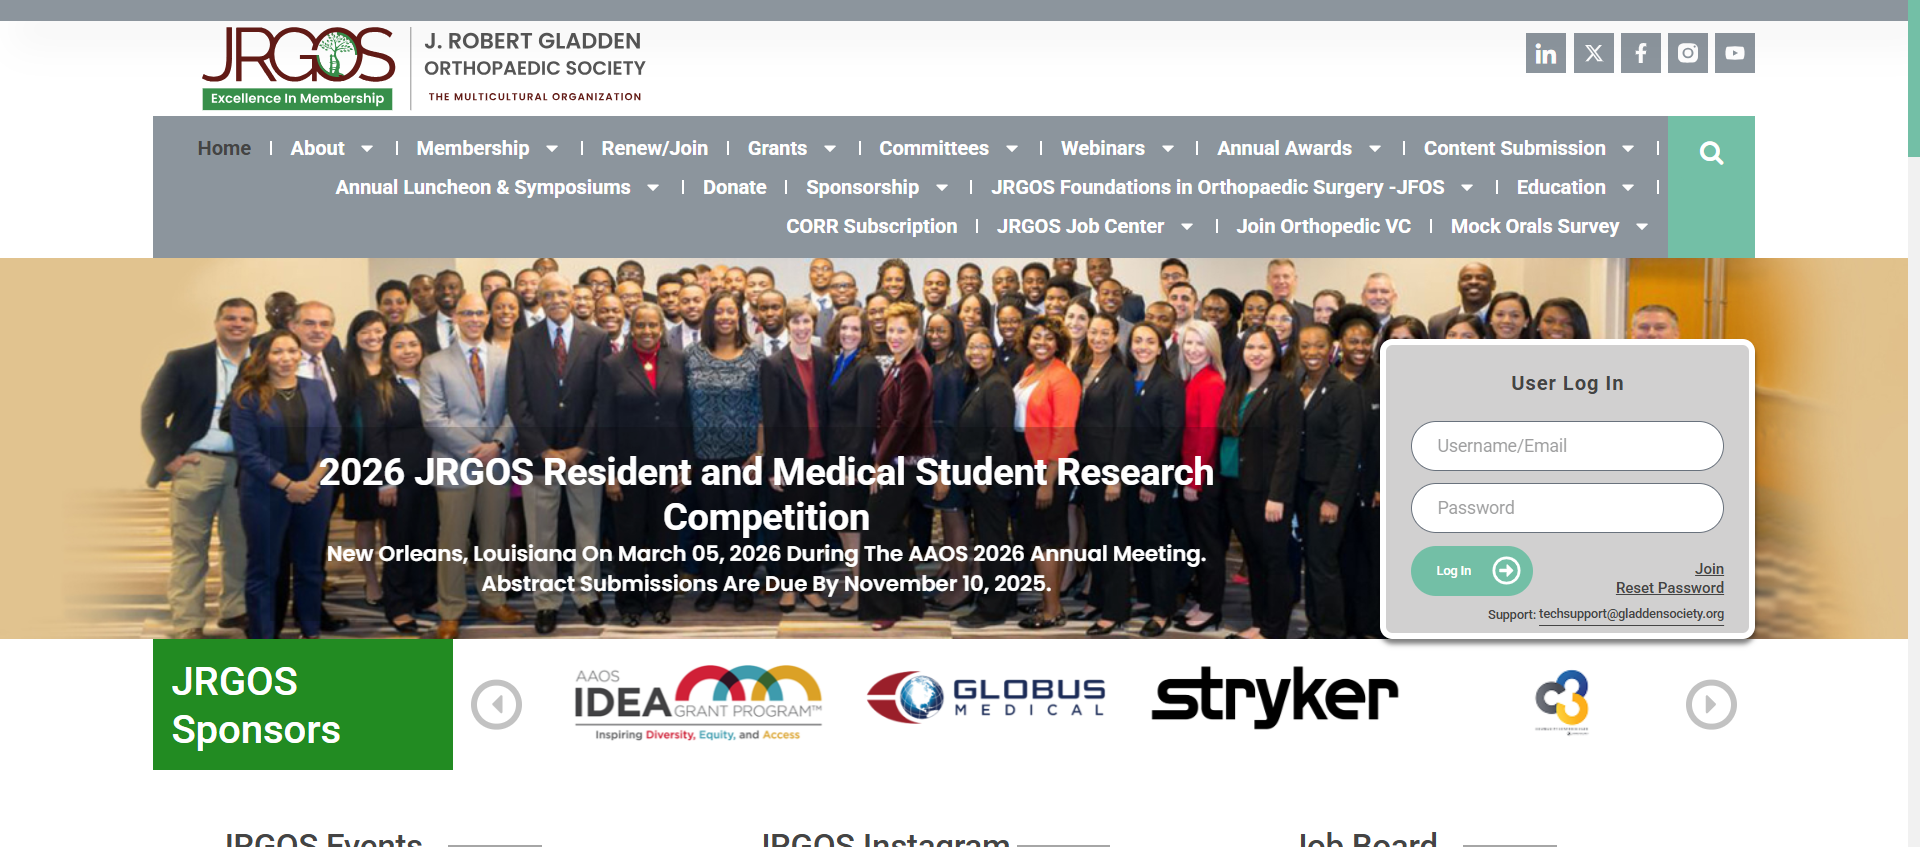 JRGOS
Excellence In Membership
J. ROBERT GLADDEN
ORTHOPAEDIC SOCIETY
THE MULTICULTURAL ORGANIZATION
Home | About | Membership | Renew/Join | Grants | Committees | Webinars | Annual Awards | Content Submission |
Annual Luncheon & Symposiums | Donate | Sponsorship | JRGOS Foundations in Orthopaedic Surgery -JFOS | Education |
CORR Subscription | JRGOS Job Center | Join Orthopedic VC | Mock Orals Survey
2026 JRGOS Resident and Medical Student Research
Competition
New Orleans, Louisiana On March 05, 2026 During The AAOS 2026 Annual Meeting.
Abstract Submissions Are Due By November 10, 2025.
User Log In
Username/Email
Password
Log In
Join
Reset Password
Support: techsupport@gladdensociety.org
JRGOS
Sponsors
AAOS
IDEA GRANT PROGRAM™
Inspiring Diversity, Equity, and Access
GLOBUS
MEDICAL
stryker
c3
JRGOS Events
JRGOS Instagram
Job Board